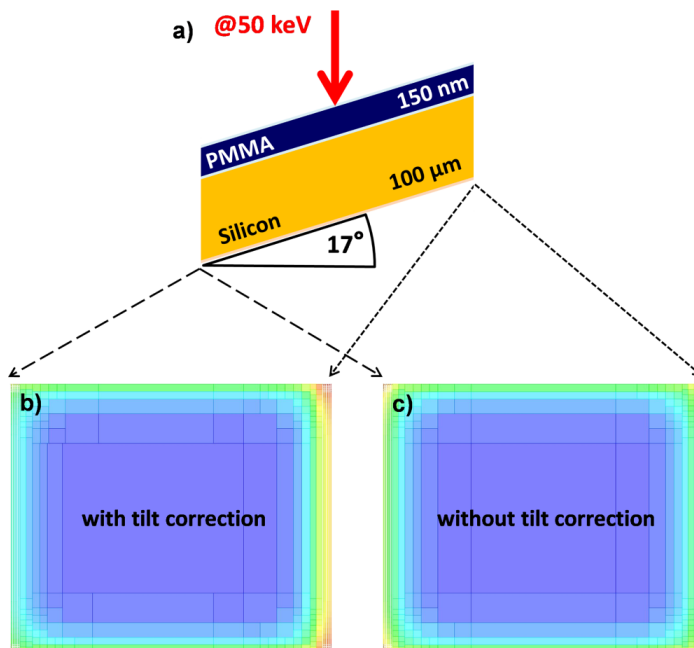 a) @50 keV
150 nm
PMMA
100 µm
Silicon
17°
b) c)
with tilt correction without tilt correction